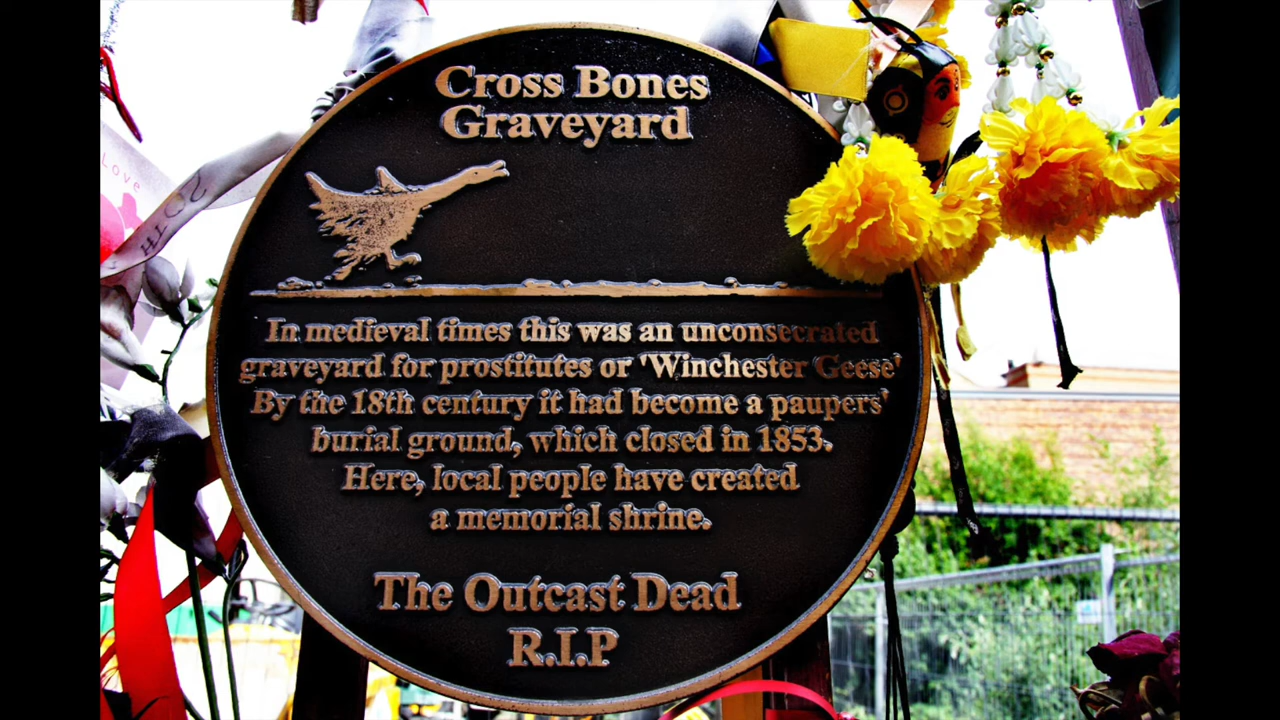 Cross Bones
Graveyard
In medieval times this was an unconsecrated
graveyard for prostitutes or 'Winchester Geese'
By the 18th century it had become a paupers'
burial ground, which closed in 1853.
Here, local people have created
a memorial shrine.
The Outcast Dead
R.I.P
Love